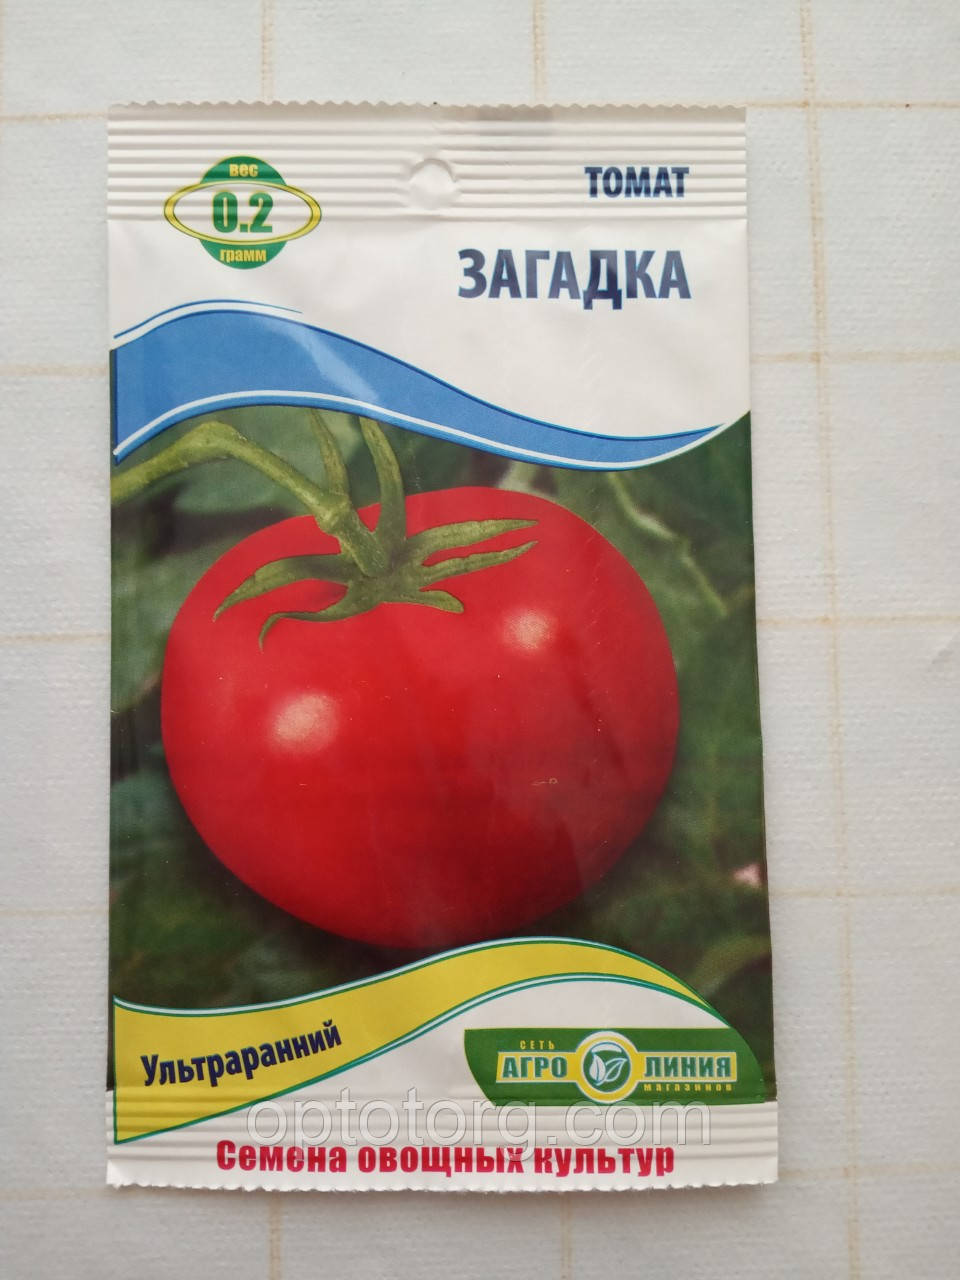 вес
0.2
грамм
ТОМАТ
ЗАГАДКА
Ультраранний
СЕТЬ
АГРО ЛИНИЯ
МАГАЗИНОВ
optotorg.com
Семена овощных культур